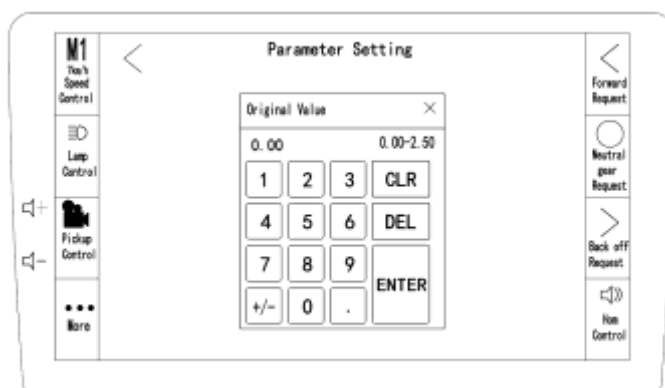 M1
7km/h
Speed
Control
Lamp
Control
Pickup
Control
More
Parameter Setting
Original Value
0.00 0.00-2.50
1 2 3 CLR
4 5 6 DEL
7 8 9
ENTER
+/- 0 .
Forward
Request
Neutral
gear
Request
Back off
Request
Control